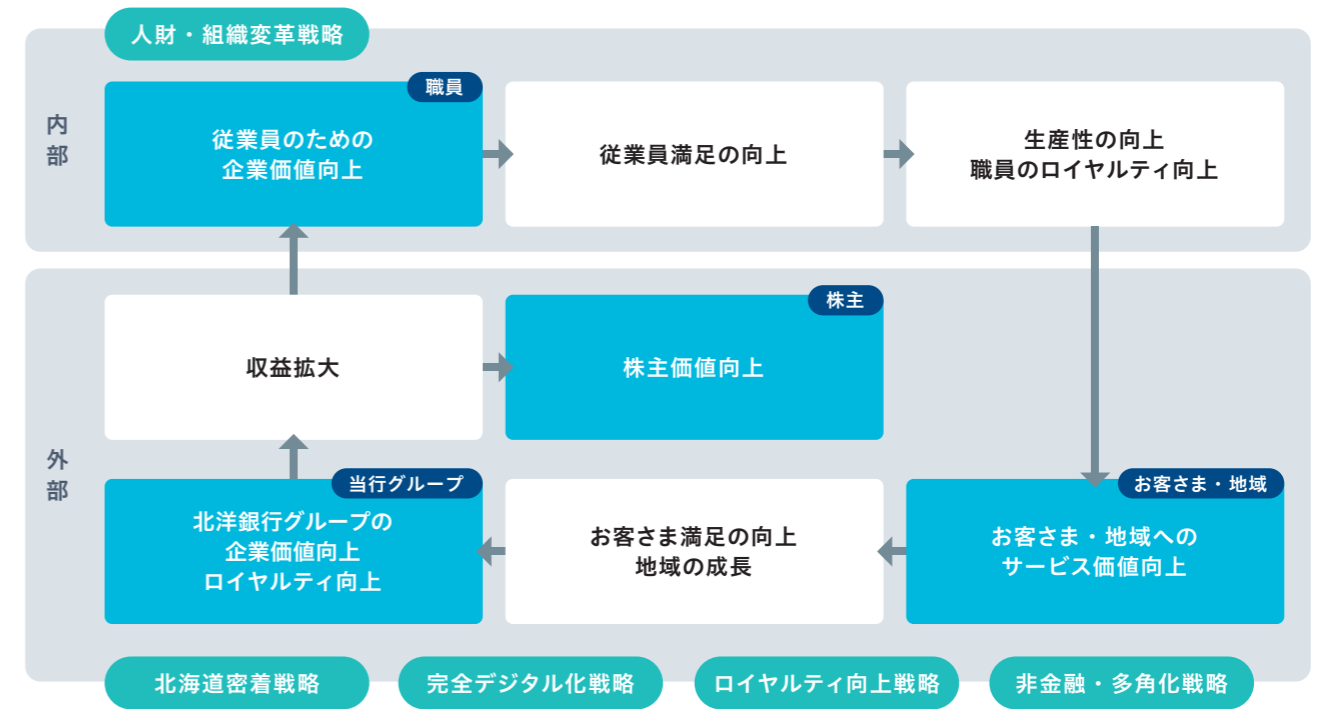 人財・組織変革戦略
内部
職員
従業員のための
企業価値向上
従業員満足の向上
生産性の向上
職員のロイヤルティ向上
外部
収益拡大
株主
株主価値向上
当行グループ
北洋銀行グループの
企業価値向上
ロイヤルティ向上
お客さま満足の向上
地域の成長
お客さま・地域
お客さま・地域への
サービス価値向上
北海道密着戦略
完全デジタル化戦略
ロイヤルティ向上戦略
非金融・多角化戦略